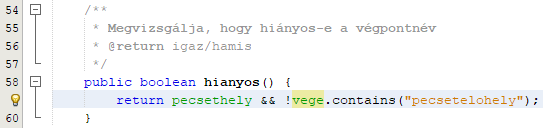 54 /**
55 * Megvizsgálja, hogy hiányos-e a végpontnév
56 * @return igaz/hamis
57 */
58 public boolean hianyos() {
return pecsethely && !vege.contains("pecsetelohely");
60 }